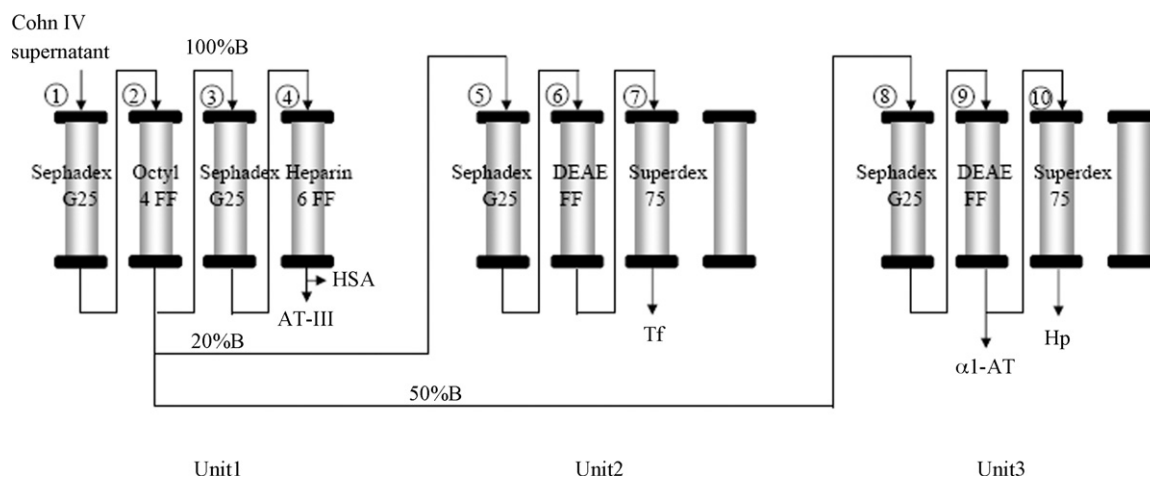 Cohn IV
supernatant
100%B
① ② ③ ④ ⑤ ⑥ ⑦ ⑧ ⑨ ⑩
Sephadex G25
Octyl 4 FF
Sephadex G25
Heparin 6 FF
Sephadex G25
DEAE FF
Superdex 75
Sephadex G25
DEAE FF
Superdex 75
HSA
AT-III
Tf
Hp
α1-AT
20%B
50%B
Unit1 Unit2 Unit3